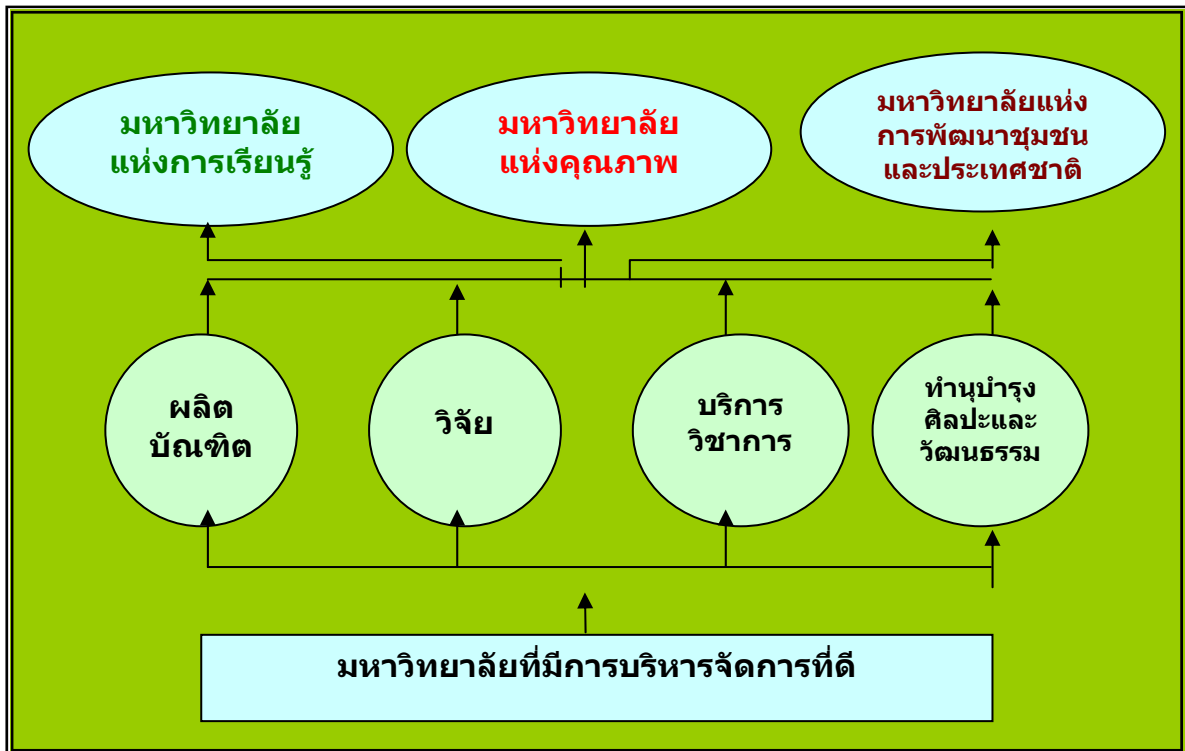 มหาวิทยาลัย
แห่งการเรียนรู้
มหาวิทยาลัย
แห่งคุณภาพ
มหาวิทยาลัยแห่ง
การพัฒนาชุมชน
และประเทศชาติ
ผลิต
บัณฑิต
วิจัย
บริการ
วิชาการ
ทำนุบำรุง
ศิลปะและ
วัฒนธรรม
มหาวิทยาลัยที่มีการบริหารจัดการที่ดี